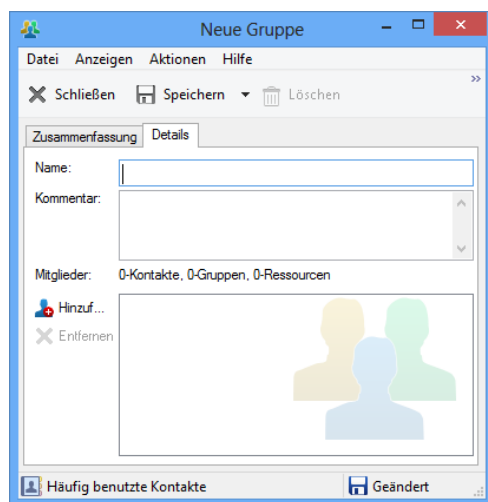 Neue Gruppe
Datei Anzeigen Aktionen Hilfe
Schließen Speichern Löschen
Zusammenfassung Details
Name:
Kommentar:
Mitglieder: 0-Kontakte, 0-Gruppen, 0-Ressourcen
Hinzuf...
Entfernen
Häufig benutzte Kontakte Geändert